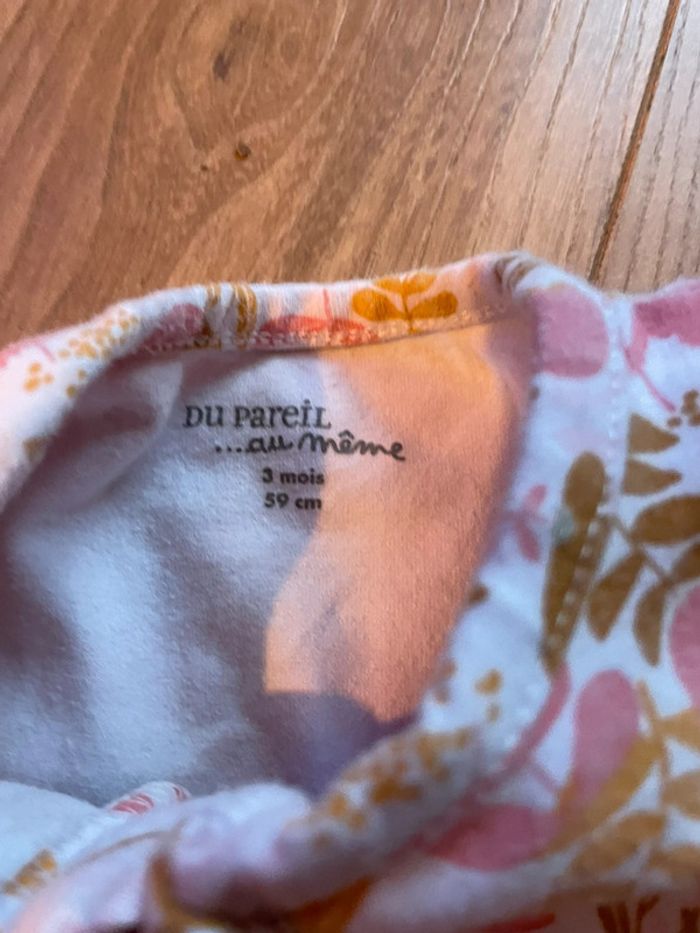 DU PAREIL
...au même
3 mois
59 cm